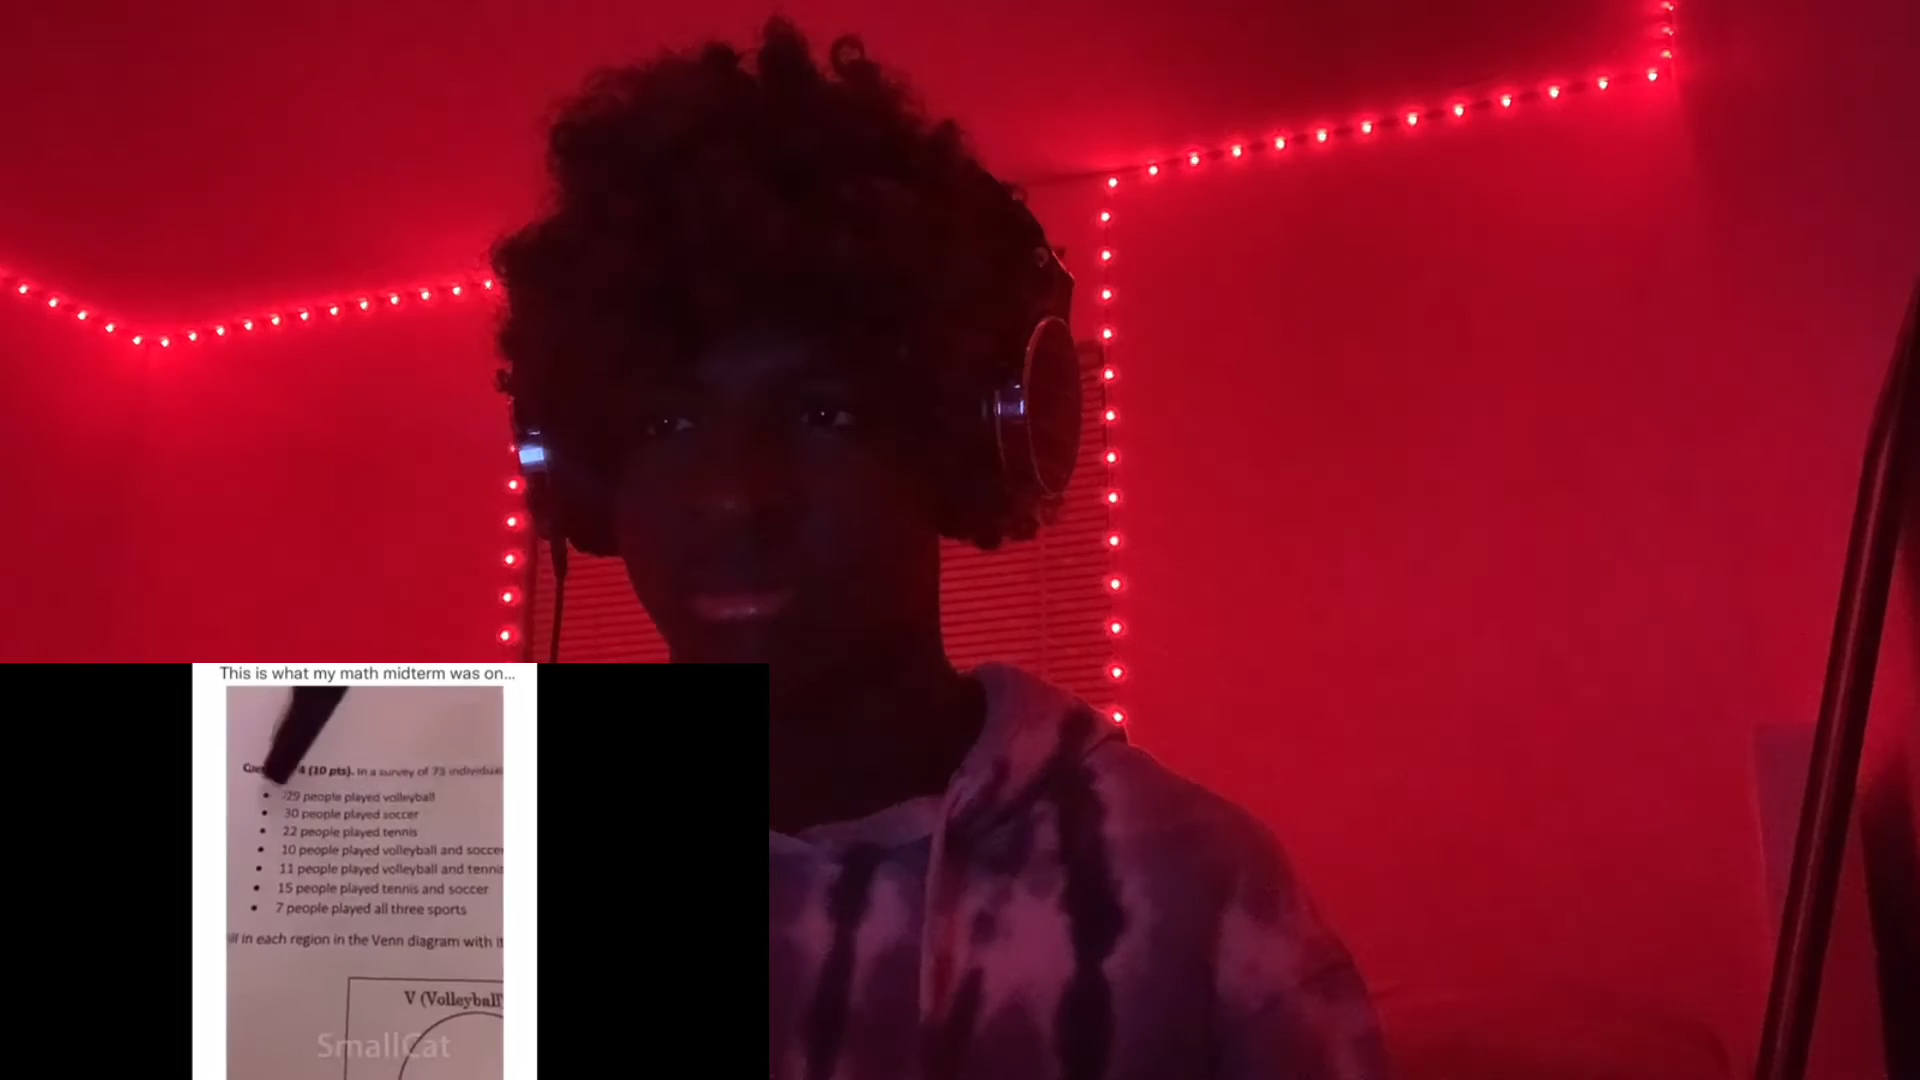 This is what my math midterm was on...
4 (10 pts). In a survey of 73
• 29 people played volleyball
• 30 people played soccer
• 22 people played tennis
• 10 people played volleyball and soccer
• 11 people played volleyball and tennis
• 15 people played tennis and soccer
• 7 people played all three sports
in each region in the Venn diagram with
V (Volleyball)
SmallCat